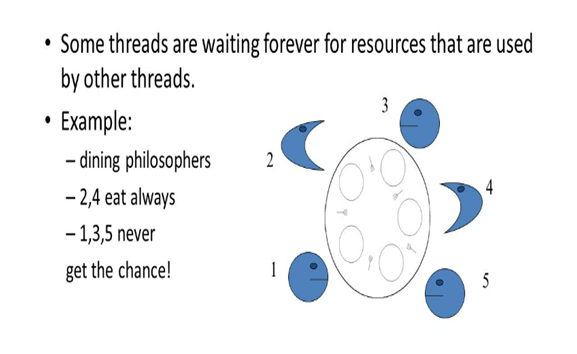 • Some threads are waiting forever for resources that are used
by other threads.
• Example:
– dining philosophers
– 2,4 eat always
– 1,3,5 never
get the chance!
3
2
4
1
5